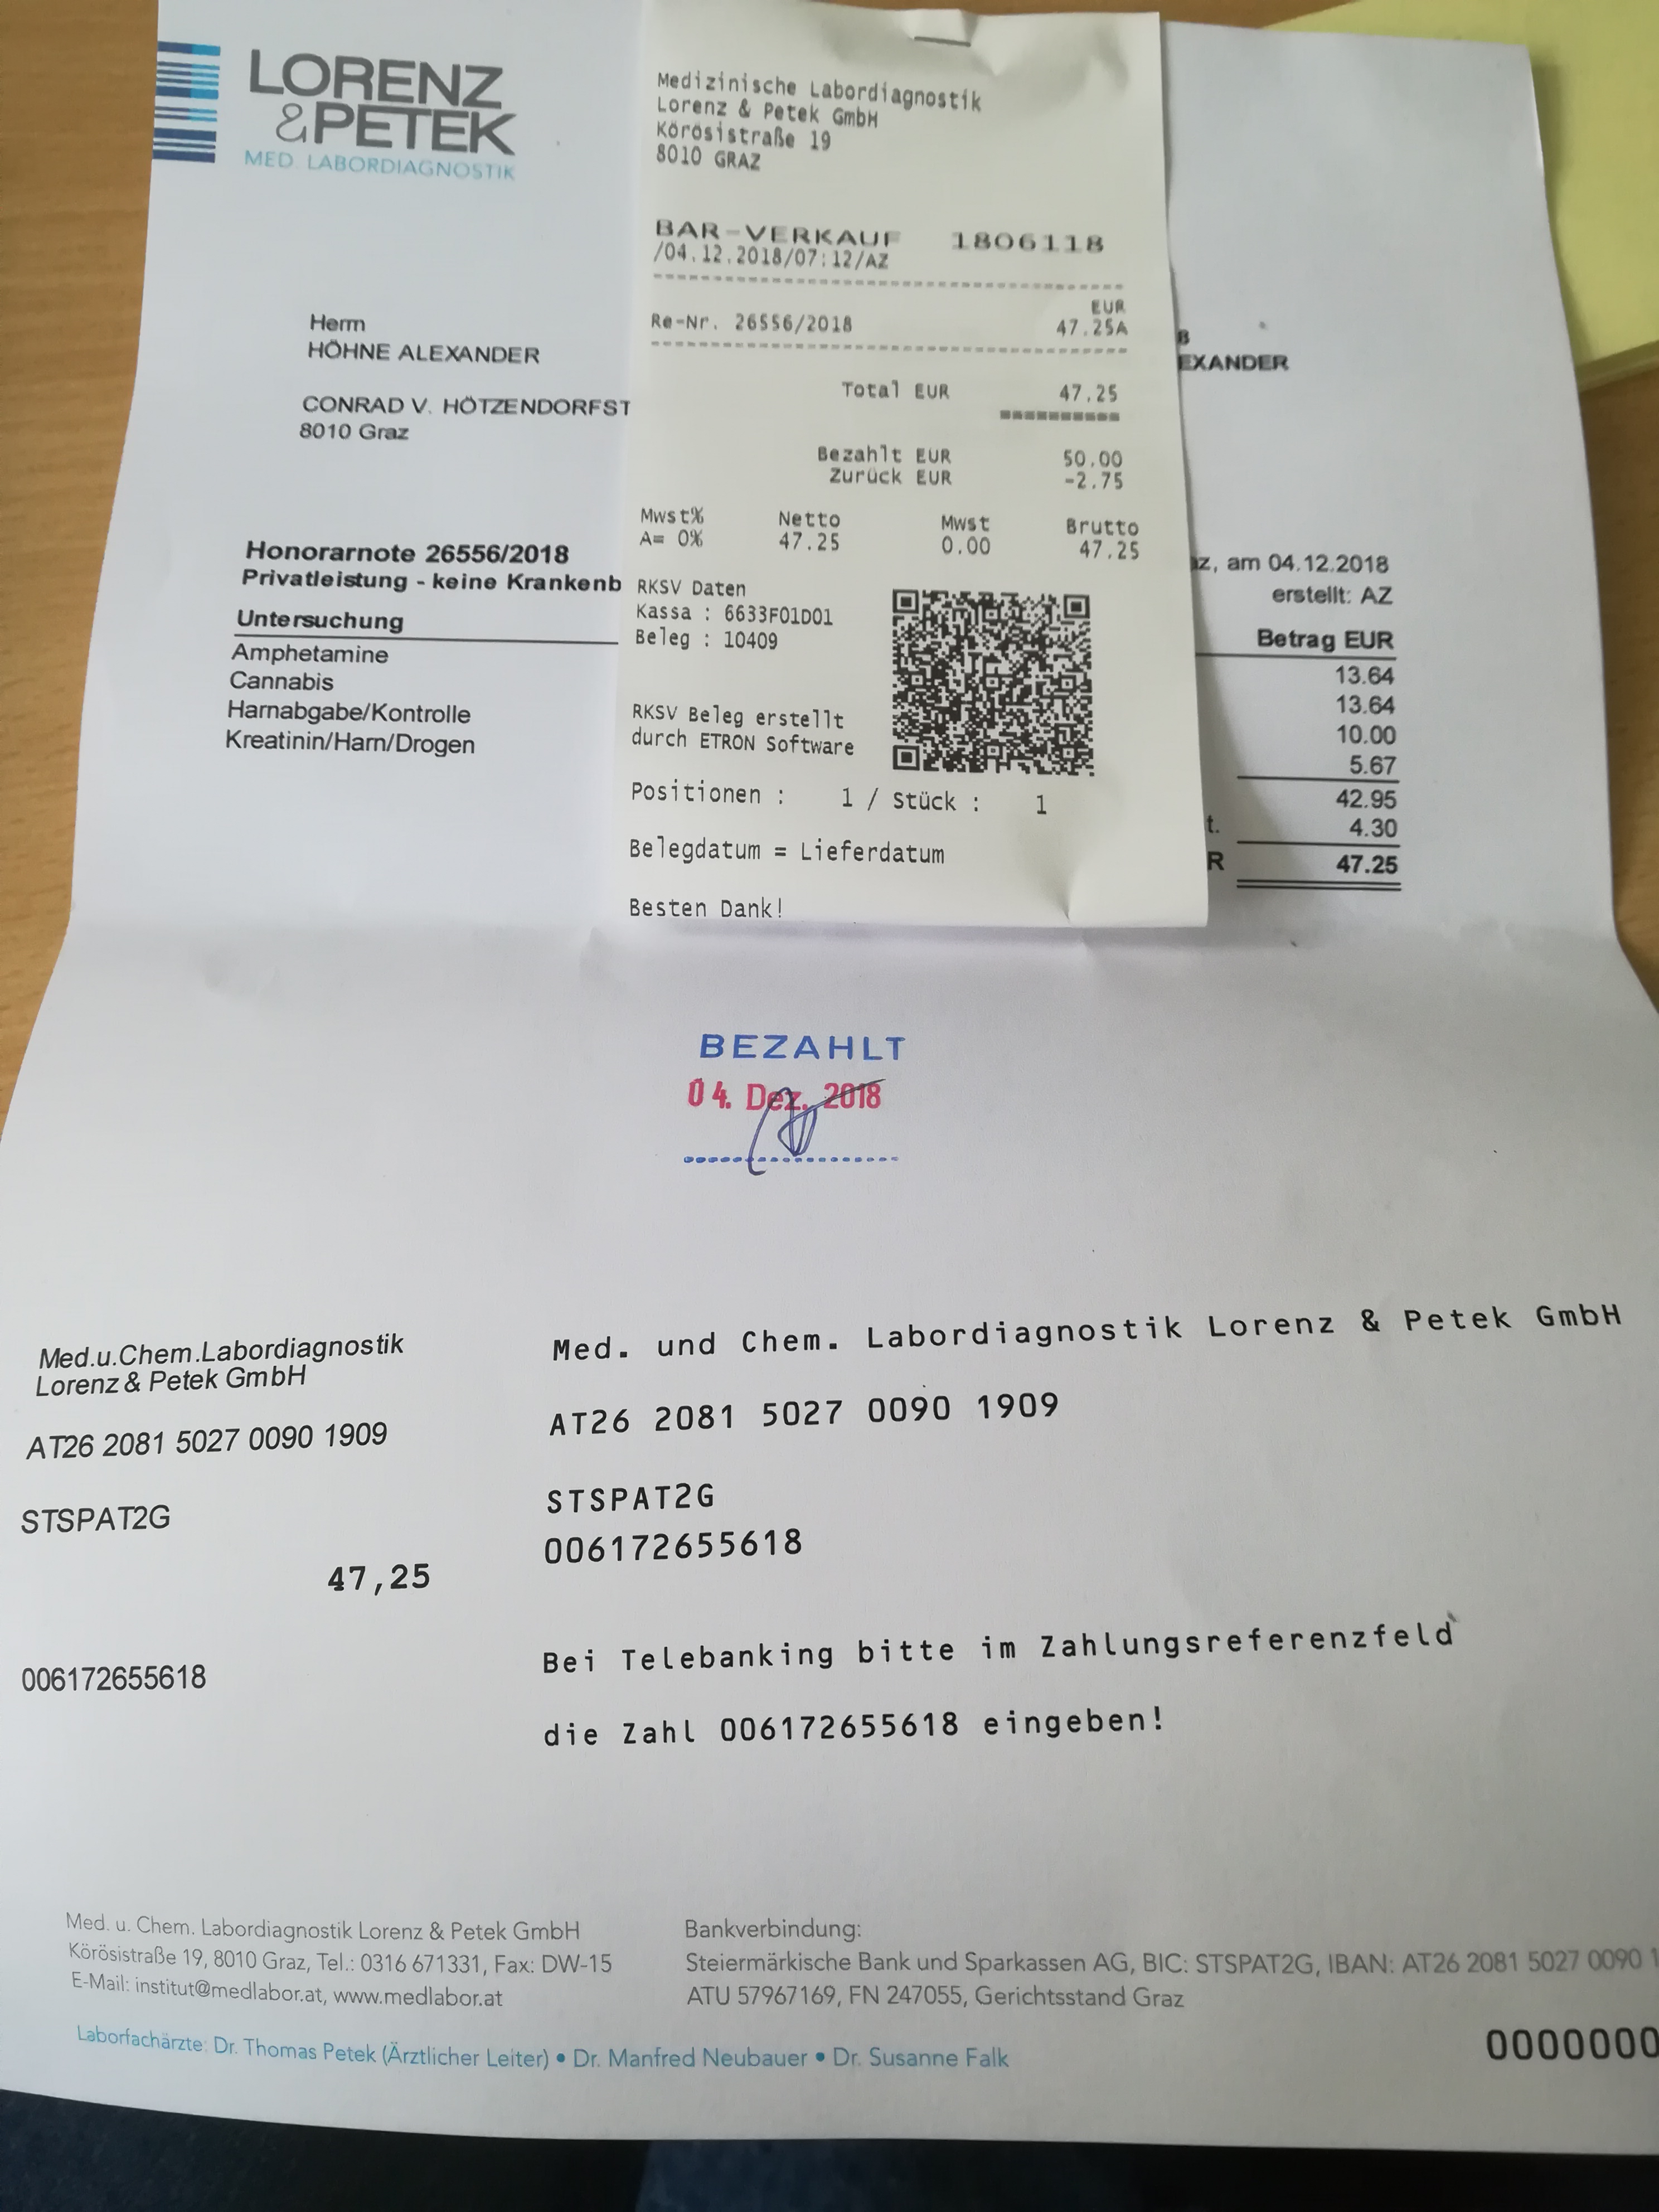 LORENZ
&PETEK
MED. LABORDIAGNOSTIK
Medizinische Labordiagnostik
Lorenz & Petek GmbH
Körösistraße 19
8010 GRAZ
BAR-VERKAUF 1806118
/04.12.2018/07:12/AZ
EUR
Re-Nr. 26556/2018 47.25A
Total EUR 47.25
Bezahlt EUR 50.00
Zurück EUR -2.75
Mwst% Netto Mwst Brutto
A= 0% 47.25 0.00 47.25
RKSV Daten
Kassa : 6633F01D01
Beleg : 10409
RKSV Beleg erstellt
durch ETRON Software
Positionen : 1 / Stück : 1
Belegdatum = Lieferdatum
Besten Dank!
Herrn
HÖHNE ALEXANDER
CONRAD V. HÖTZENDORFST
8010 Graz
B
EXANDER
Honorarnote 26556/2018
Privatleistung - keine Krankenb
az, am 04.12.2018
erstellt: AZ
Untersuchung Betrag EUR
Amphetamine 13.64
Cannabis 13.64
Harnabgabe/Kontrolle 10.00
Kreatinin/Harn/Drogen 5.67
42.95
t. 4.30
R 47.25
BEZAHLT
04. Dez. 2018
Med.u.Chem.Labordiagnostik
Lorenz & Petek GmbH
AT26 2081 5027 0090 1909
STSPAT2G
47,25
006172655618
Med. und Chem. Labordiagnostik Lorenz & Petek GmbH
AT26 2081 5027 0090 1909
STSPAT2G
006172655618
Bei Telebanking bitte im Zahlungsreferenzfeld
die Zahl 006172655618 eingeben!
Med. u. Chem. Labordiagnostik Lorenz & Petek GmbH
Körösistraße 19, 8010 Graz, Tel.: 0316 671331, Fax: DW-15
E-Mail: institut@medlabor.at, www.medlabor.at
Bankverbindung:
Steiermärkische Bank und Sparkassen AG, BIC: STSPAT2G, IBAN: AT26 2081 5027 0090 1
ATU 57967169, FN 247055, Gerichtsstand Graz
Laborfachärzte: Dr. Thomas Petek (Ärztlicher Leiter) • Dr. Manfred Neubauer • Dr. Susanne Falk
0000000